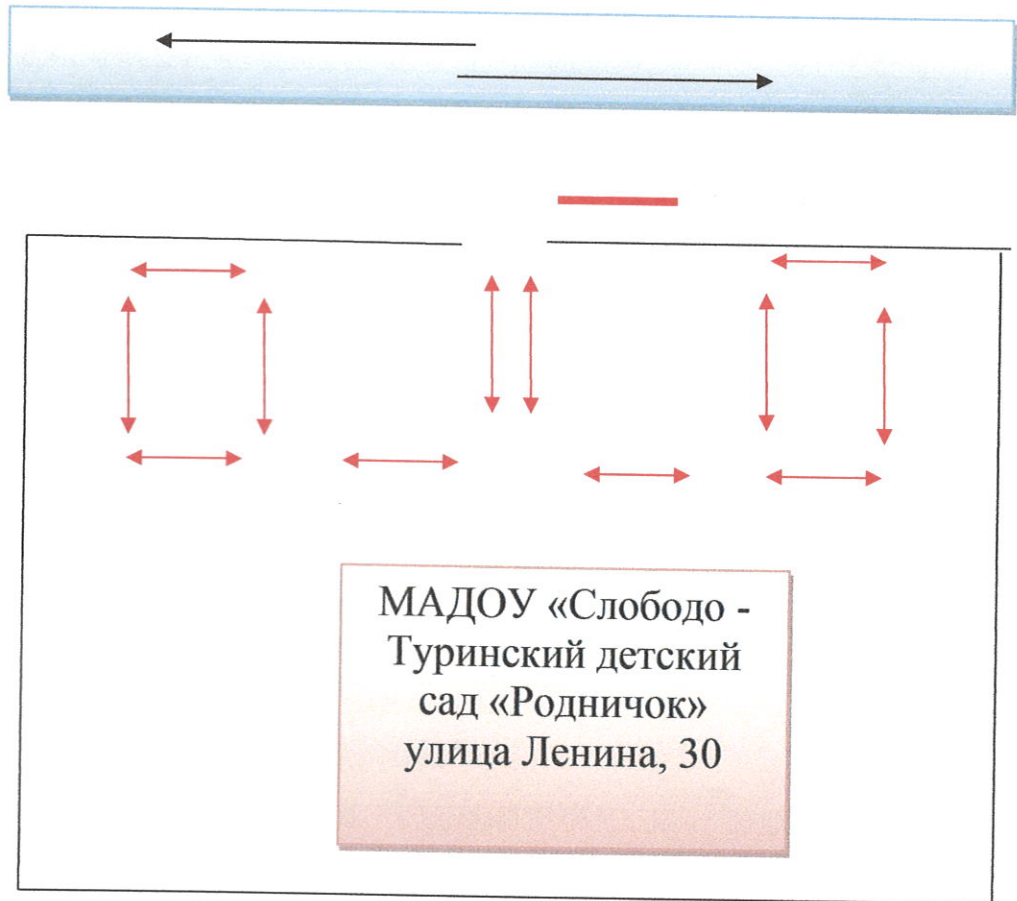 МАДОУ «Слободо -
Туринский детский
сад «Родничок»
улица Ленина, 30